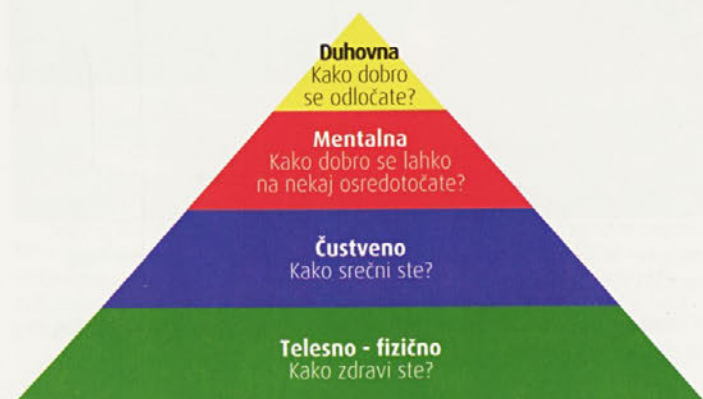 Duhovna
Kako dobro
se odločate?
Mentalna
Kako dobro se lahko
na nekaj osredotočate?
Čustveno
Kako srečni ste?
Telesno - fizično
Kako zdravi ste?